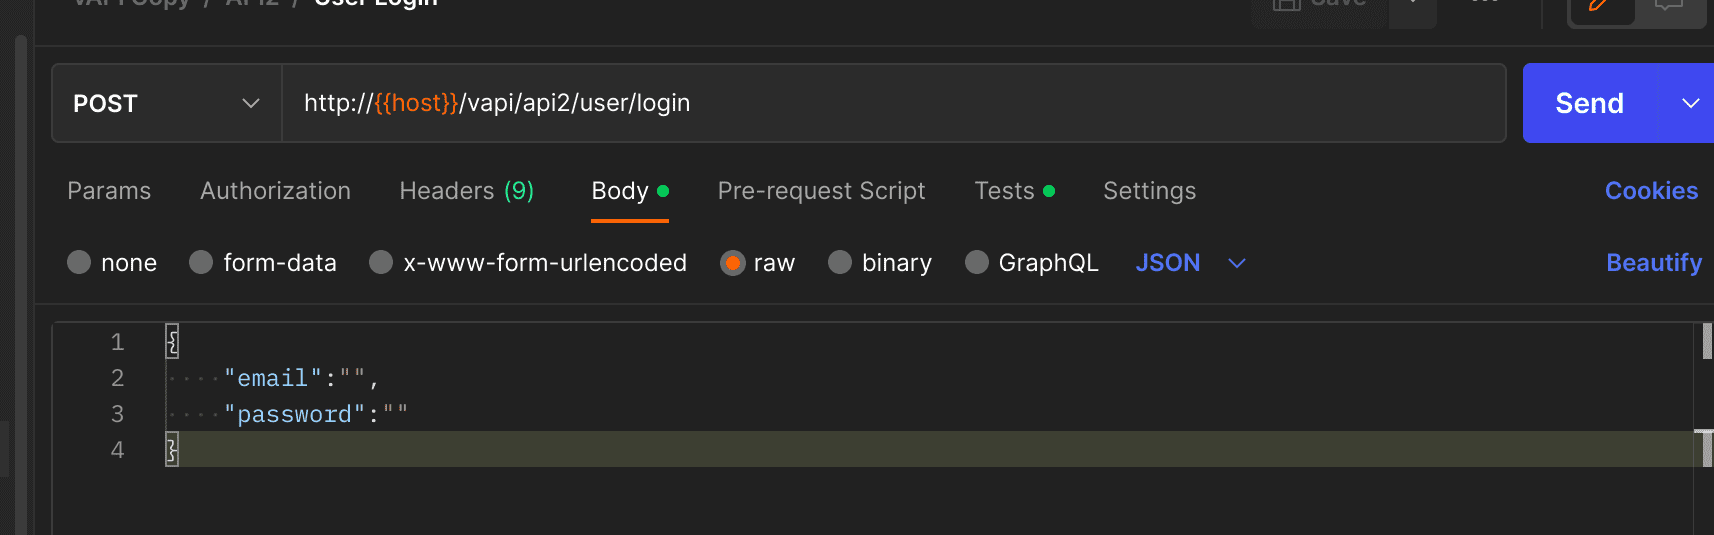 vAPI Copy / API2 / User Login
Save
POST
http://{{host}}/vapi/api2/user/login
Send
Params Authorization Headers (9) Body Pre-request Script Tests Settings Cookies
none form-data x-www-form-urlencoded raw binary GraphQL JSON Beautify
1 {
2 "email":"",
3 "password":""
4 }